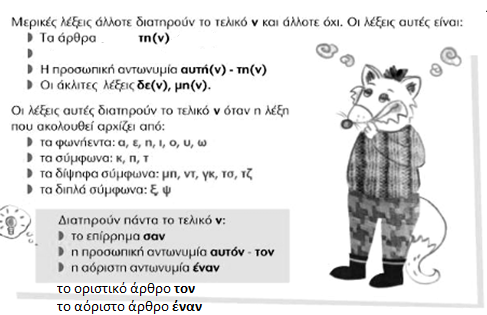 Μερικές λέξεις άλλοτε διατηρούν το τελικό ν και άλλοτε όχι. Οι λέξεις αυτές είναι:
Τα άρθρα τη(ν)
Η προσωπική αντωνυμία αυτή(ν) - τη(ν)
Οι άκλιτες λέξεις δε(ν), μη(ν).
Οι λέξεις αυτές διατηρούν το τελικό ν όταν η λέξη
που ακολουθεί αρχίζει από:
τα φωνήεντα: α, ε, η, ι, ο, υ, ω
τα σύμφωνα: κ, π, τ
τα δίψηφα σύμφωνα: μπ, ντ, γκ, τσ, τζ
τα διπλά σύμφωνα: ξ, ψ
Διατηρούν πάντα το τελικό ν:
το επίρρημα σαν
η προσωπική αντωνυμία αυτόν - τον
η αόριστη αντωνυμία έναν
το οριστικό άρθρο τον
το αόριστο άρθρο έναν